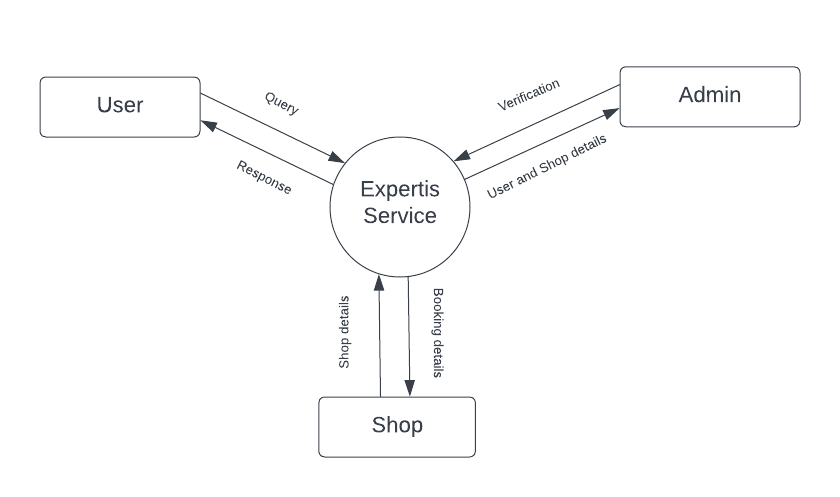 User
Query
Response
Verification
Admin
User and Shop details
Expertis
Service
Shop details
Booking details
Shop